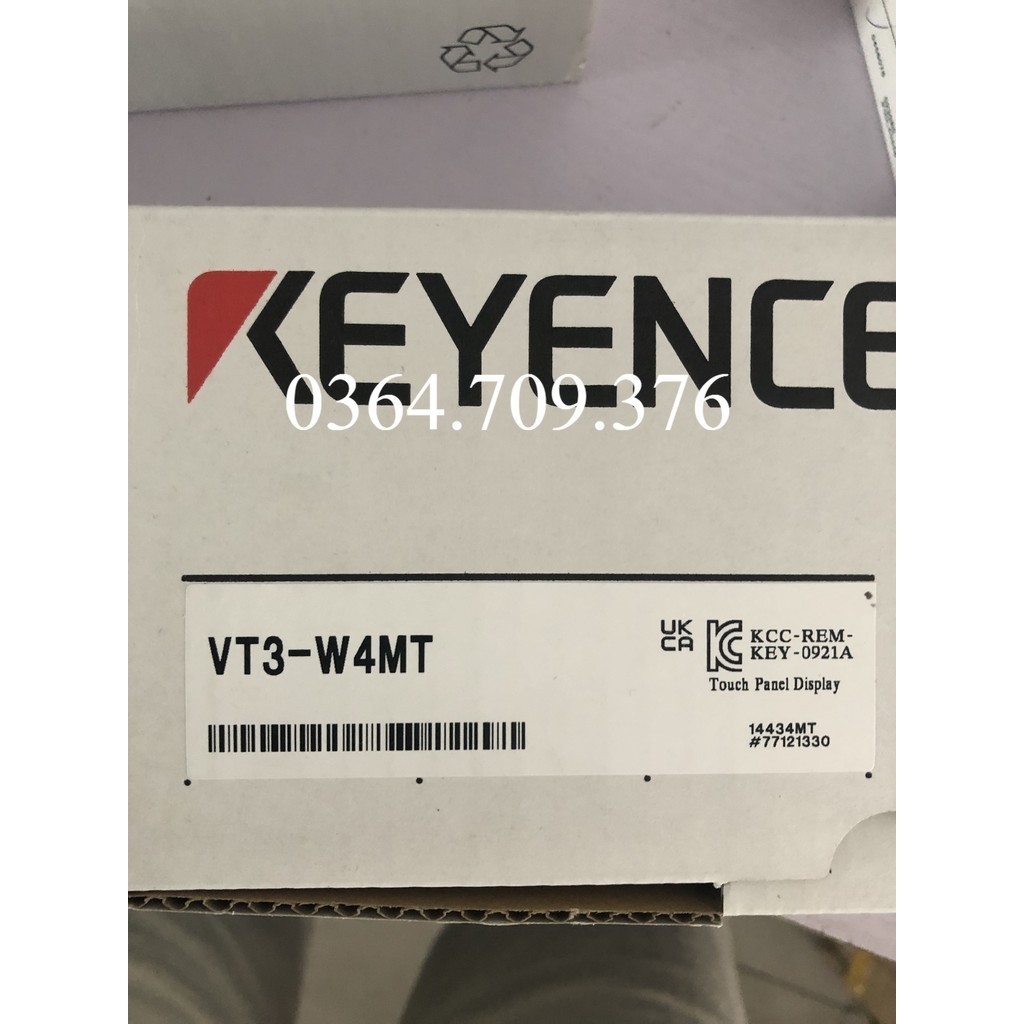 KEYENCE
0364.709.376
VT3-W4MT
UK
CA
KCC-REM-
KEY-0921A
Touch Panel Display
14434MT
#77121330